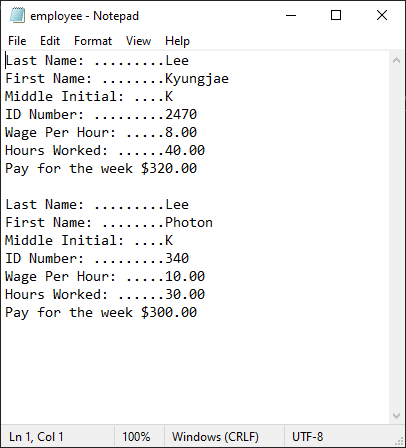 employee - Notepad
File Edit Format View Help
Last Name: .........Lee
First Name: ........Kyungjae
Middle Initial: ....K
ID Number: .........2470
Wage Per Hour: .....8.00
Hours Worked: ......40.00
Pay for the week $320.00

Last Name: .........Lee
First Name: ........Photon
Middle Initial: ....K
ID Number: .........340
Wage Per Hour: .....10.00
Hours Worked: ......30.00
Pay for the week $300.00
Ln 1, Col 1 100% Windows (CRLF) UTF-8